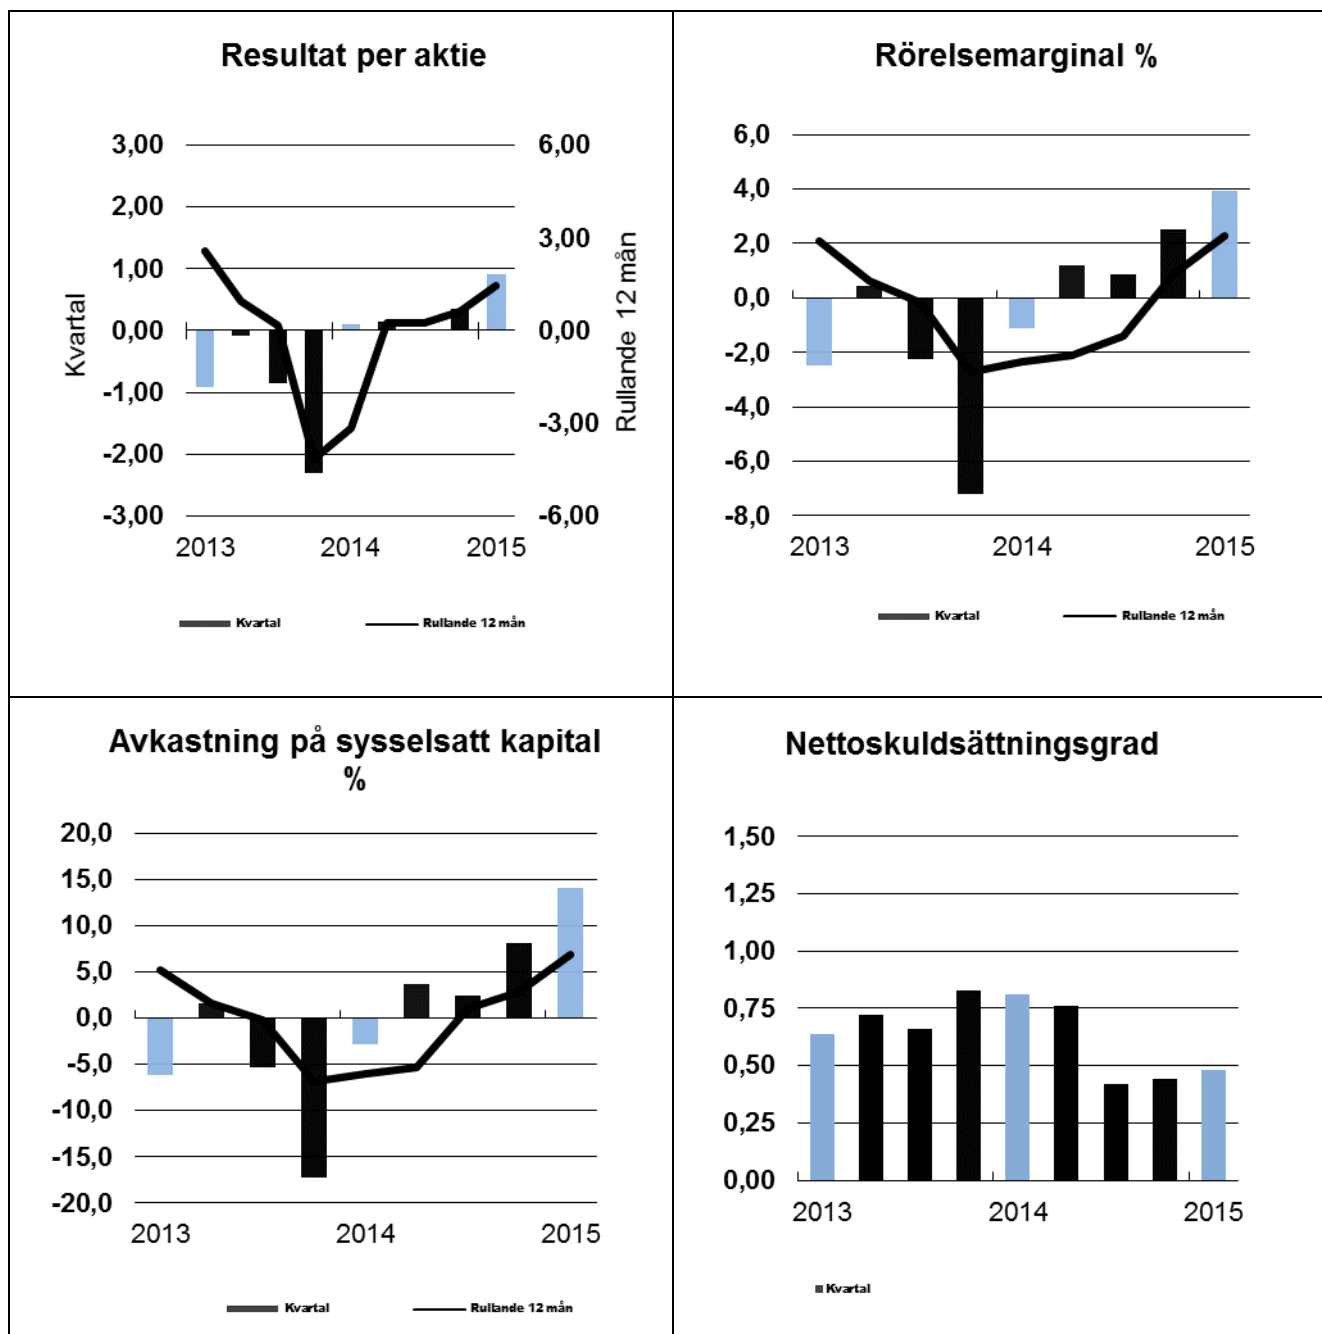 Resultat per aktie
3,00
2,00
1,00
0,00
-1,00
-2,00
-3,00
Kvartal
6,00
3,00
0,00
-3,00
-6,00
Rullande 12 mån
2013 2014 2015
Kvartal Rullande 12 mån
Rörelsemarginal %
6,0
4,0
2,0
0,0
-2,0
-4,0
-6,0
-8,0
2013 2014 2015
Kvartal Rullande 12 mån
Avkastning på sysselsatt kapital
%
20,0
15,0
10,0
5,0
0,0
-5,0
-10,0
-15,0
-20,0
2013 2014 2015
Kvartal Rullande 12 mån
Nettoskuldsättningsgrad
1,50
1,25
1,00
0,75
0,50
0,25
0,00
2013 2014 2015
Kvartal